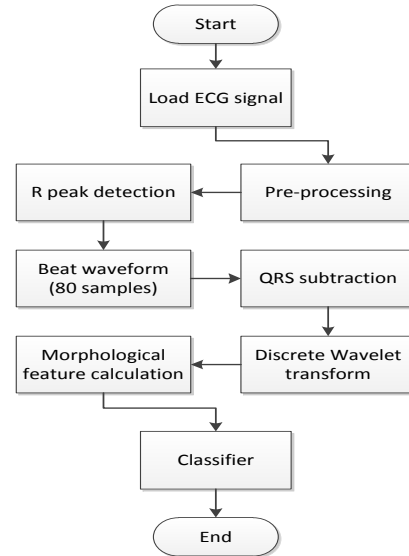 Start
Load ECG signal
Pre-processing
R peak detection
Beat waveform
(80 samples)
QRS subtraction
Discrete Wavelet
transform
Morphological
feature calculation
Classifier
End